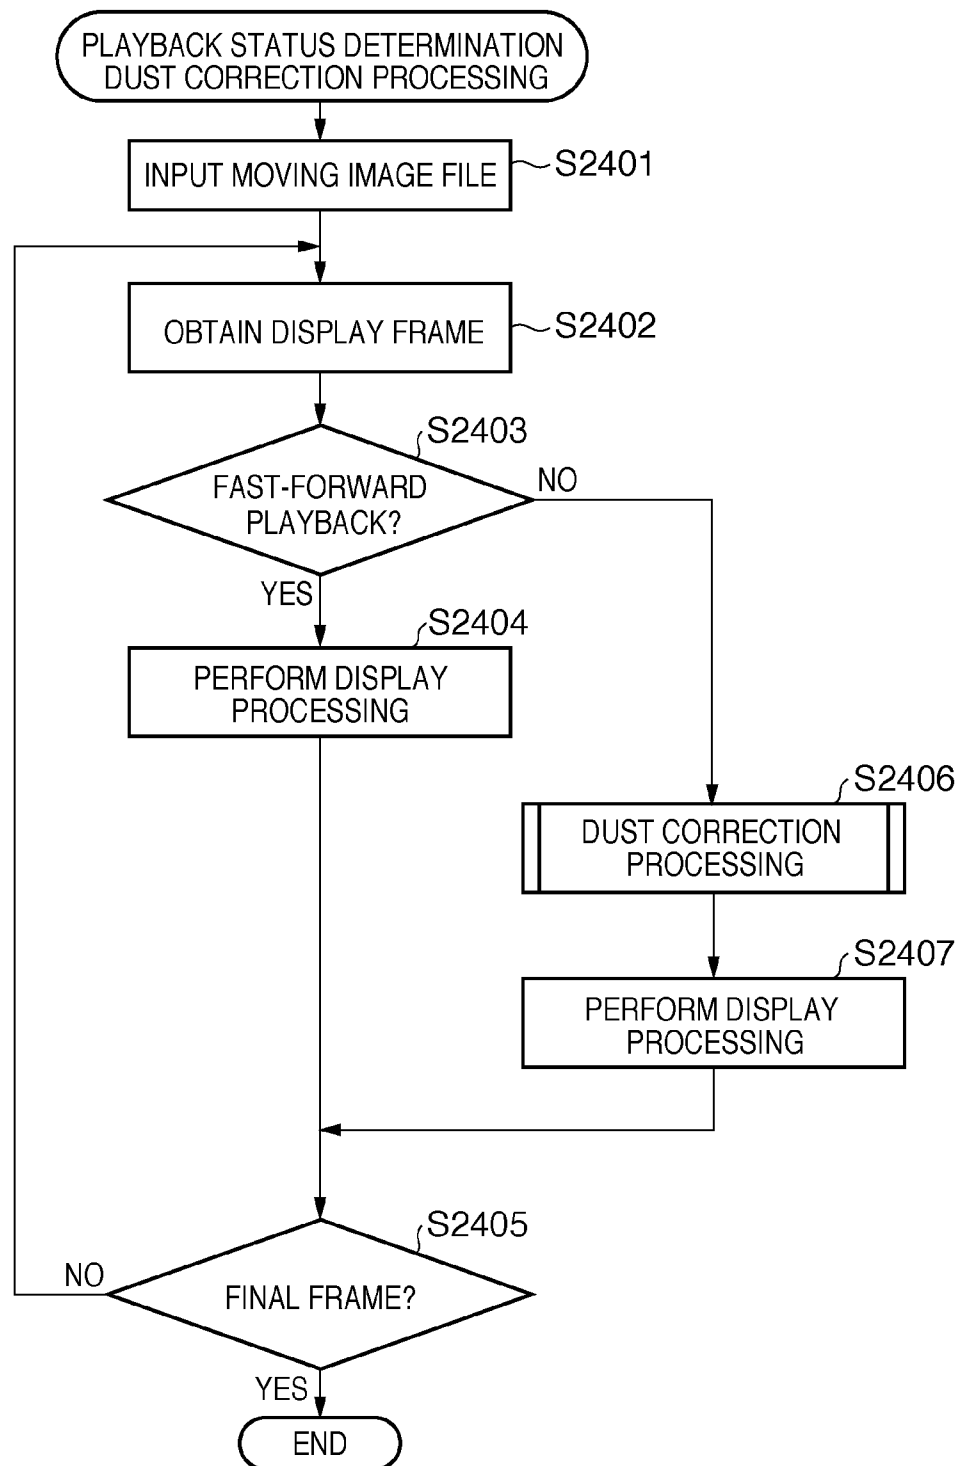 PLAYBACK STATUS DETERMINATION
DUST CORRECTION PROCESSING
INPUT MOVING IMAGE FILE
S2401
OBTAIN DISPLAY FRAME
S2402
S2403
FAST-FORWARD
PLAYBACK?
NO
YES
S2404
PERFORM DISPLAY
PROCESSING
S2406
DUST CORRECTION
PROCESSING
S2407
PERFORM DISPLAY
PROCESSING
S2405
NO
FINAL FRAME?
YES
END